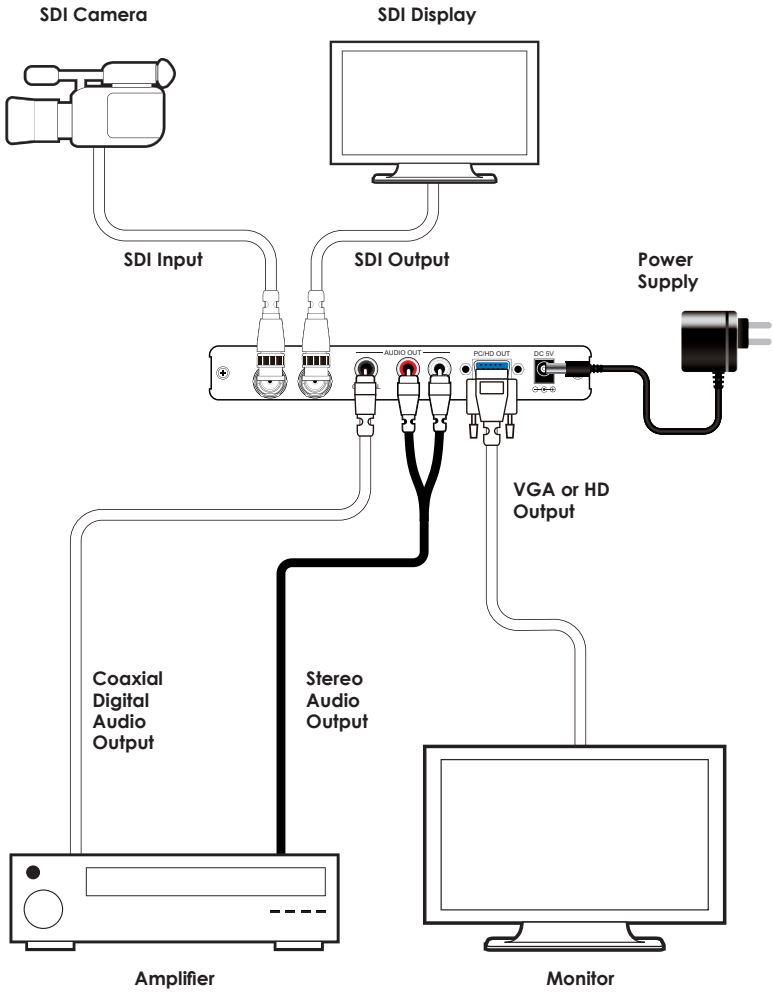 SDI Camera
SDI Display
SDI Input
SDI Output
Power
Supply
AUDIO OUT
PC/HD OUT
DC 5V
VGA or HD
Output
Coaxial
Digital
Audio
Output
Stereo
Audio
Output
Amplifier
Monitor